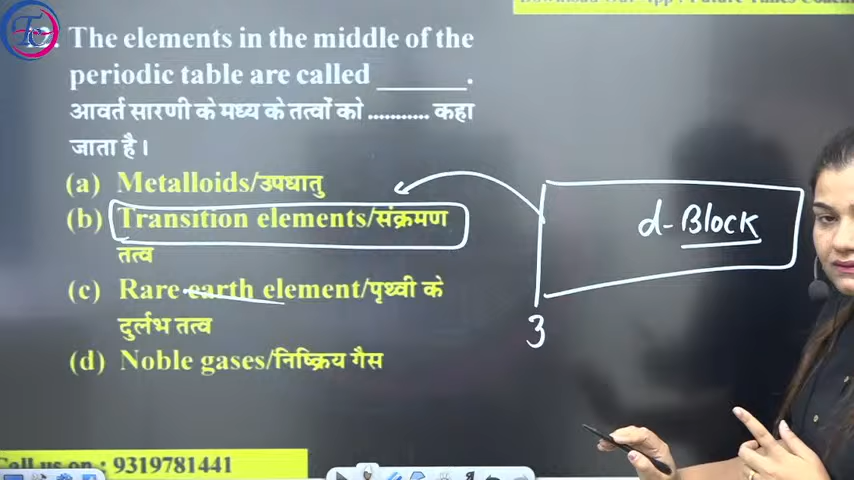 The elements in the middle of the
periodic table are called ______.
आवर्त सारणी के मध्य के तत्वों को ........... कहा
जाता है।
(a) Metalloids/उपधातु
(b) Transition elements/संक्रमण
तत्व
(c) Rare earth element/पृथ्वी के
दुर्लभ तत्व
(d) Noble gases/निष्क्रिय गैस
d-Block
3
Call us on : 9319781441